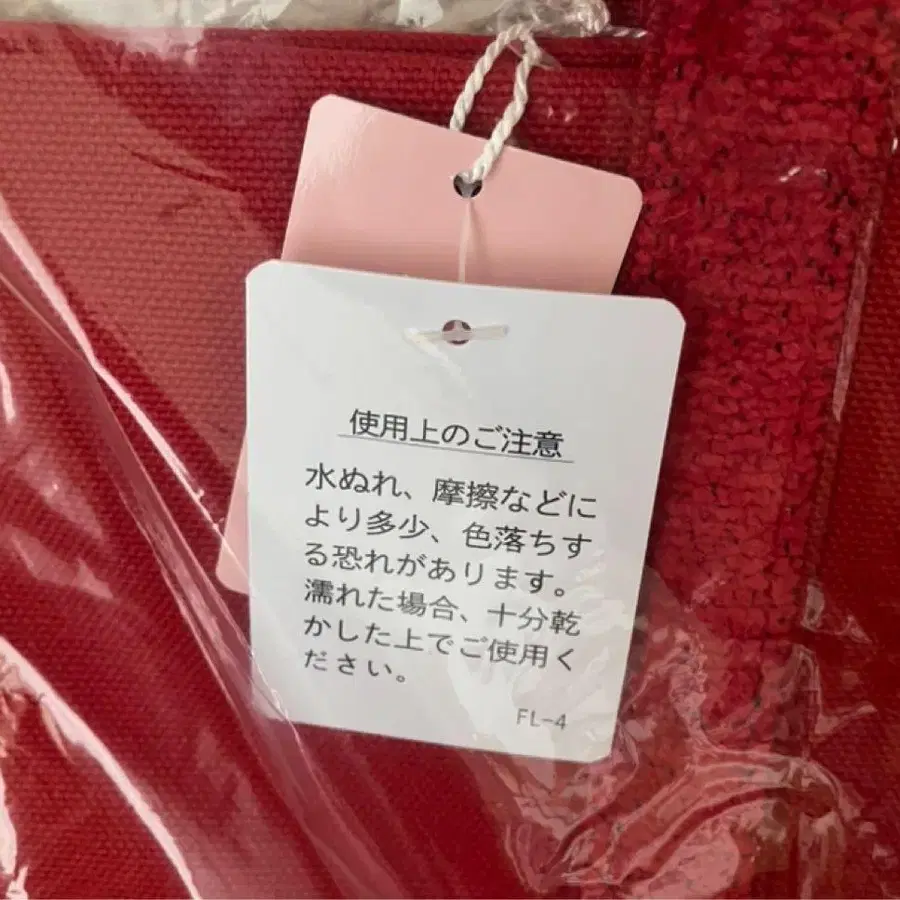 使用上のご注意
水ぬれ、摩擦などに
より多少、色落ちす
る恐れがあります。
濡れた場合、十分乾
かした上でご使用く
ださい。
FL-4